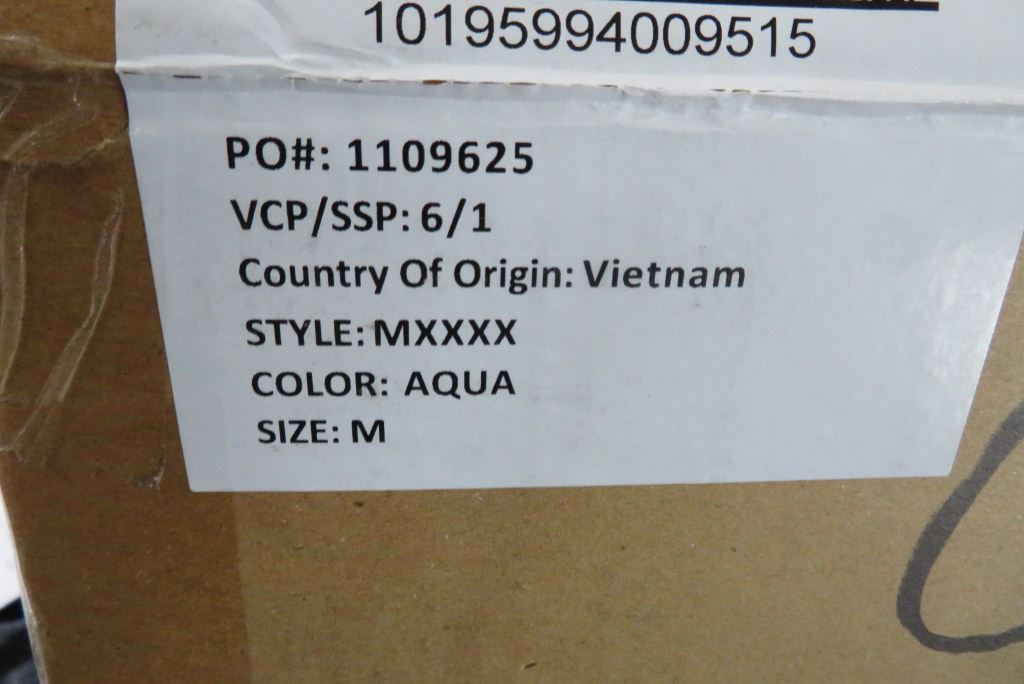 10195994009515
PO#: 1109625
VCP/SSP: 6/1
Country Of Origin: Vietnam
STYLE: MXXXX
COLOR: AQUA
SIZE: M